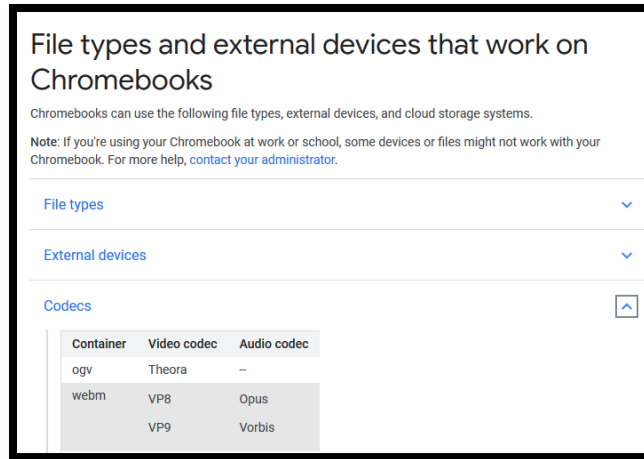 File types and external devices that work on
Chromebooks
Chromebooks can use the following file types, external devices, and cloud storage systems.
Note: If you're using your Chromebook at work or school, some devices or files might not work with your
Chromebook. For more help, contact your administrator.
File types
External devices
Codecs
Container Video codec Audio codec
ogv Theora --
webm VP8 Opus
VP9 Vorbis